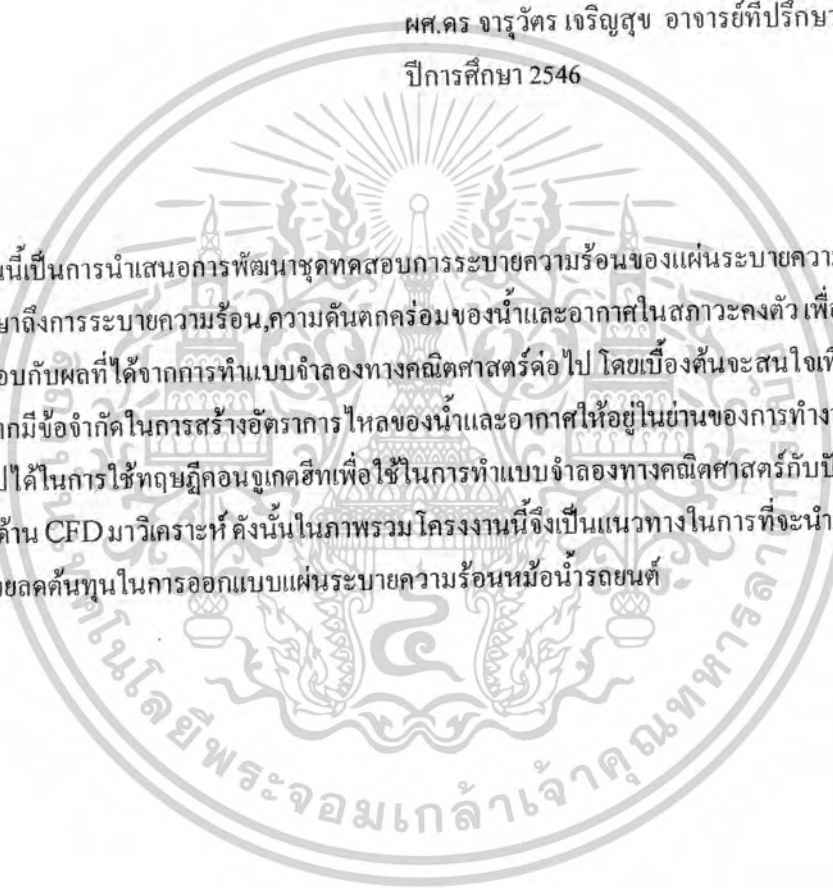 ผศ.ดร จารุวัตร เจริญสุข อาจารย์ที่ปรึกษา
ปีการศึกษา 2546
นนี้เป็นการนำเสนอการพัฒนาชุดทดสอบการระบายความร้อนของแผ่นระบายความ
ษาถึงการระบายความร้อน,ความดันตกคร่อมของน้ำและอากาศในสภาวะคงตัว เพื่อ
อบกับผลที่ได้จากการทำแบบจำลองทางคณิตศาสตร์ต่อไป โดยเบื้องต้นจะสนใจเพี
ากมีข้อจำกัดในการสร้างอัตราการไหลของน้ำและอากาศให้อยู่ในย่านของการทำงา
ปได้ในการใช้ทฤษฎีคอนจูเกตฮีทเพื่อใช้ในการทำแบบจำลองทางคณิตศาสตร์กับปั
ด้าน CFD มาวิเคราะห์ ดังนั้นในภาพรวมโครงงานนี้จึงเป็นแนวทางในการที่จะนำ
ยลดต้นทุนในการออกแบบแผ่นระบายความร้อนหม้อน้ำรถยนต์
เทคโนโลยีพระจอมเกล้าเจ้าคุณทหารลาด